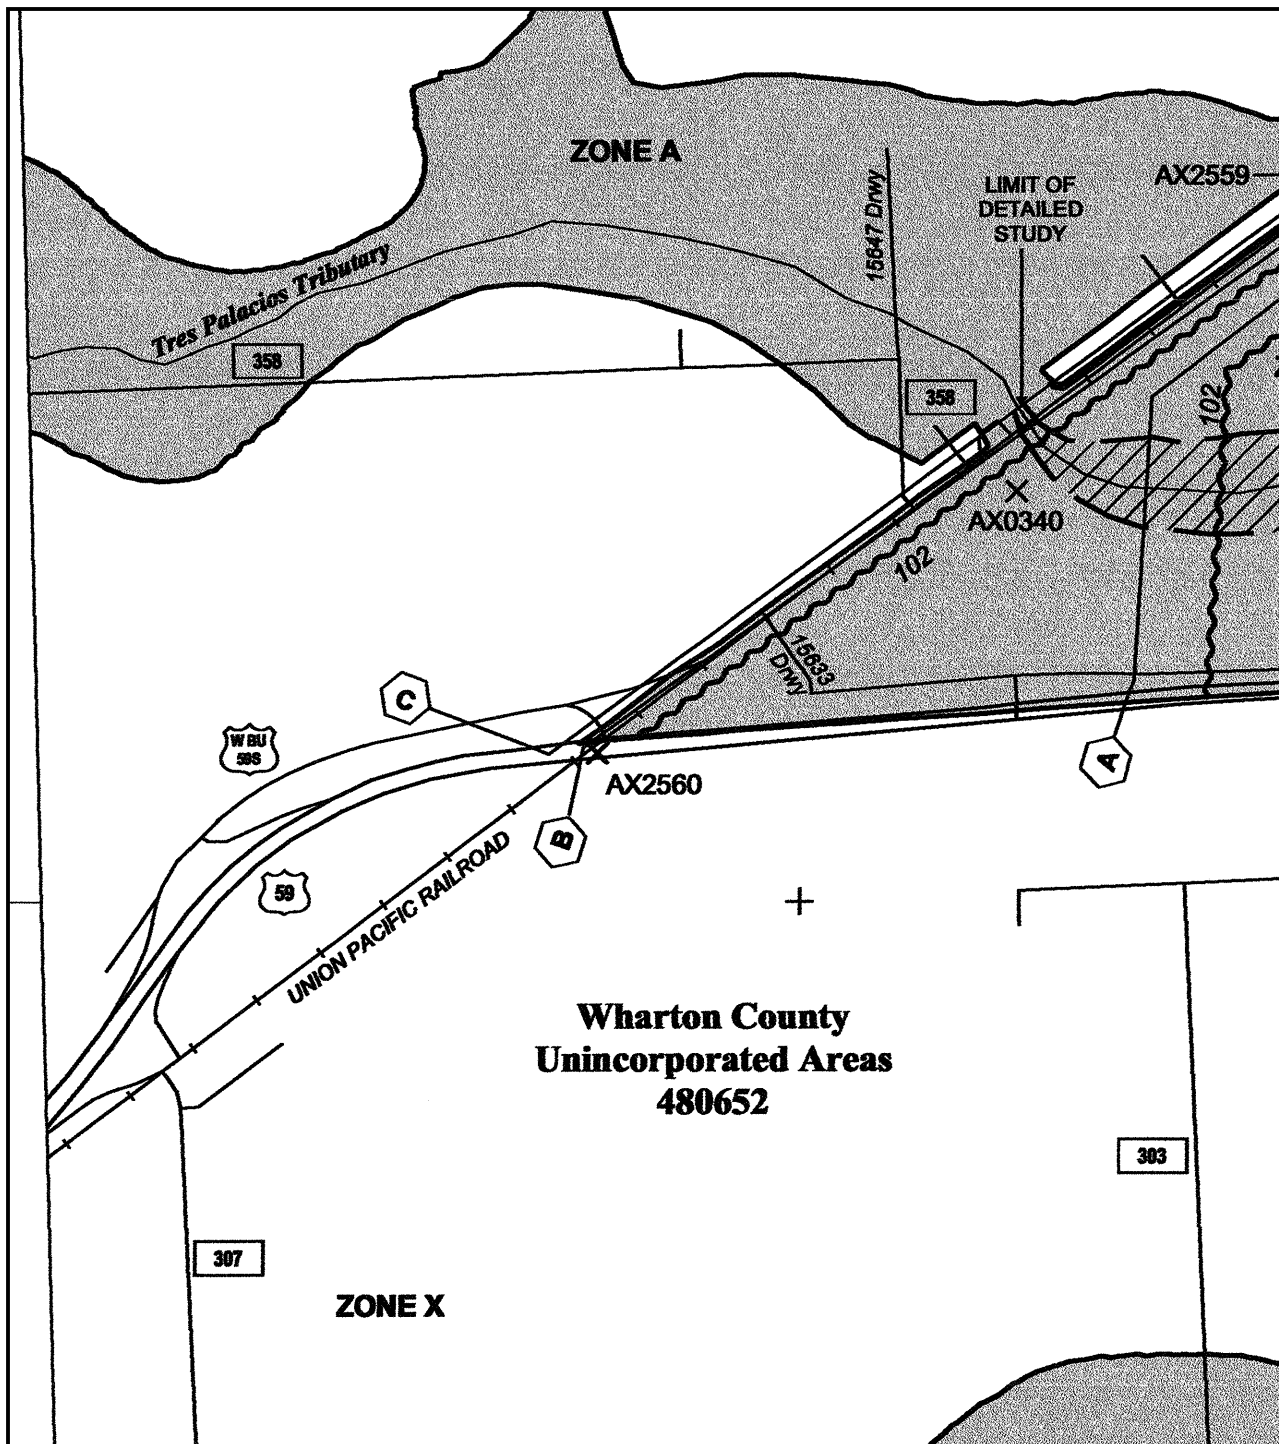 ZONE A
AX2559
LIMIT OF
DETAILED
STUDY
15647 Drwy
Tres Palacios Tributary
358
358
102
AX0340
102
15633
Drwy
C
W BU
59S
A
AX2560
B
59
UNION PACIFIC RAILROAD
Wharton County
Unincorporated Areas
480652
303
307
ZONE X